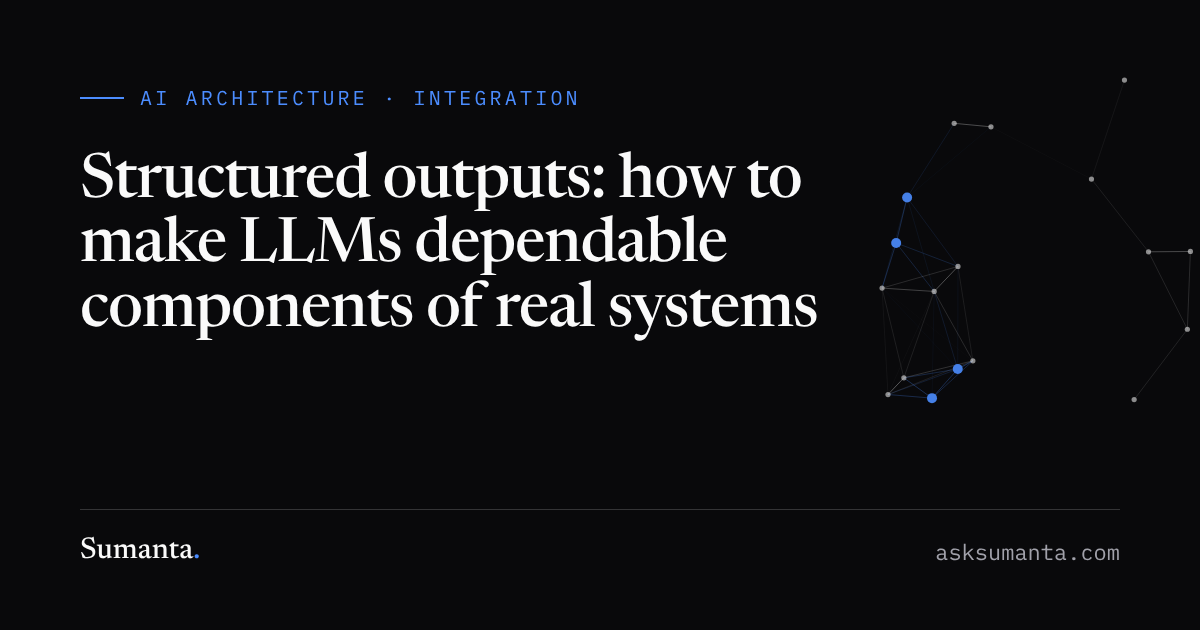 AI ARCHITECTURE · INTEGRATION
Structured outputs: how to
make LLMs dependable
components of real systems
Sumanta.
asksumanta.com